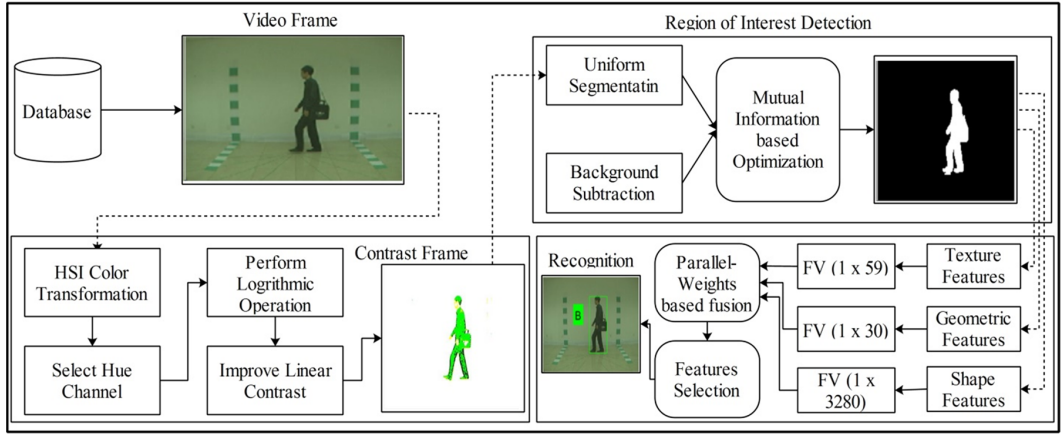 Video Frame
Region of Interest Detection
Database
Uniform
Segmentatin
Background
Subtraction
Mutual
Information
based
Optimization
HSI Color
Transformation
Select Hue
Channel
Perform
Logrithmic
Operation
Improve Linear
Contrast
Contrast Frame
Recognition
B
Parallel-
Weights
based fusion
Features
Selection
FV (1 x 59)
FV (1 x 30)
FV (1 x
3280)
Texture
Features
Geometric
Features
Shape
Features